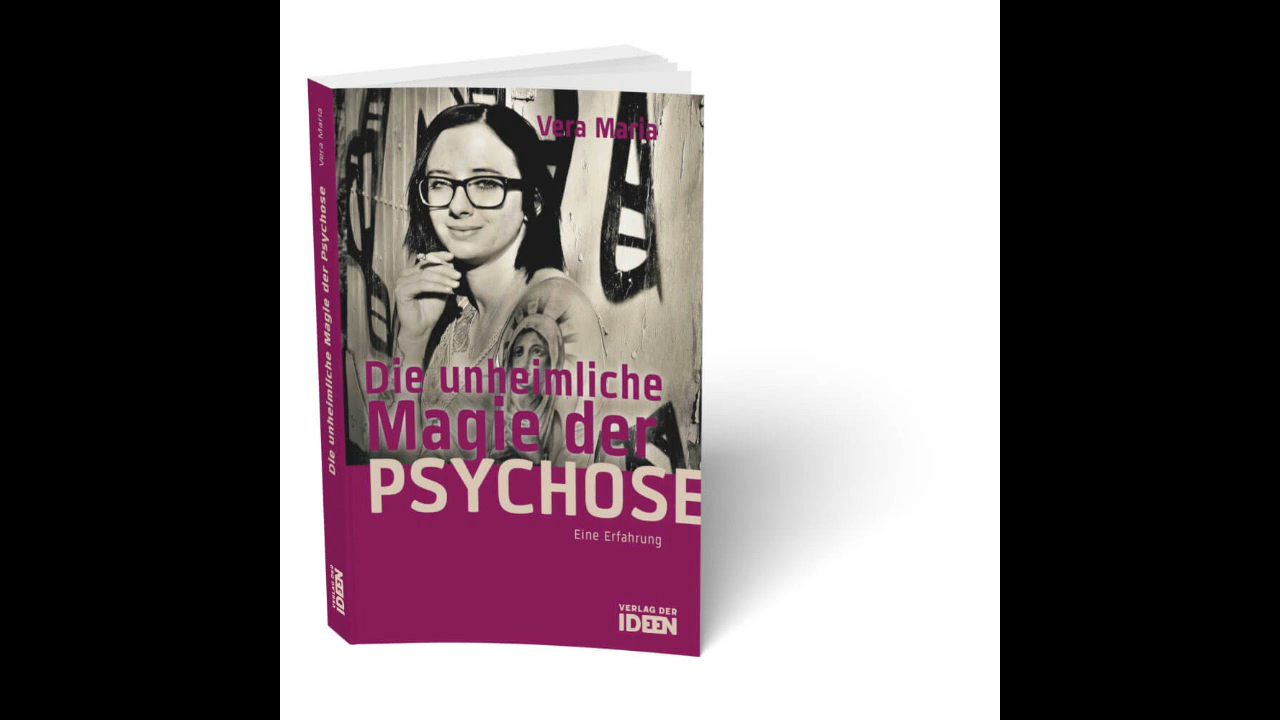 Vera Maria
Die unheimliche
Magie der
PSYCHOSE
Eine Erfahrung
VERLAG DER
IDEEN
Die unheimliche Magie der Psychose Vera Maria
VERLAG DER
IDEEN